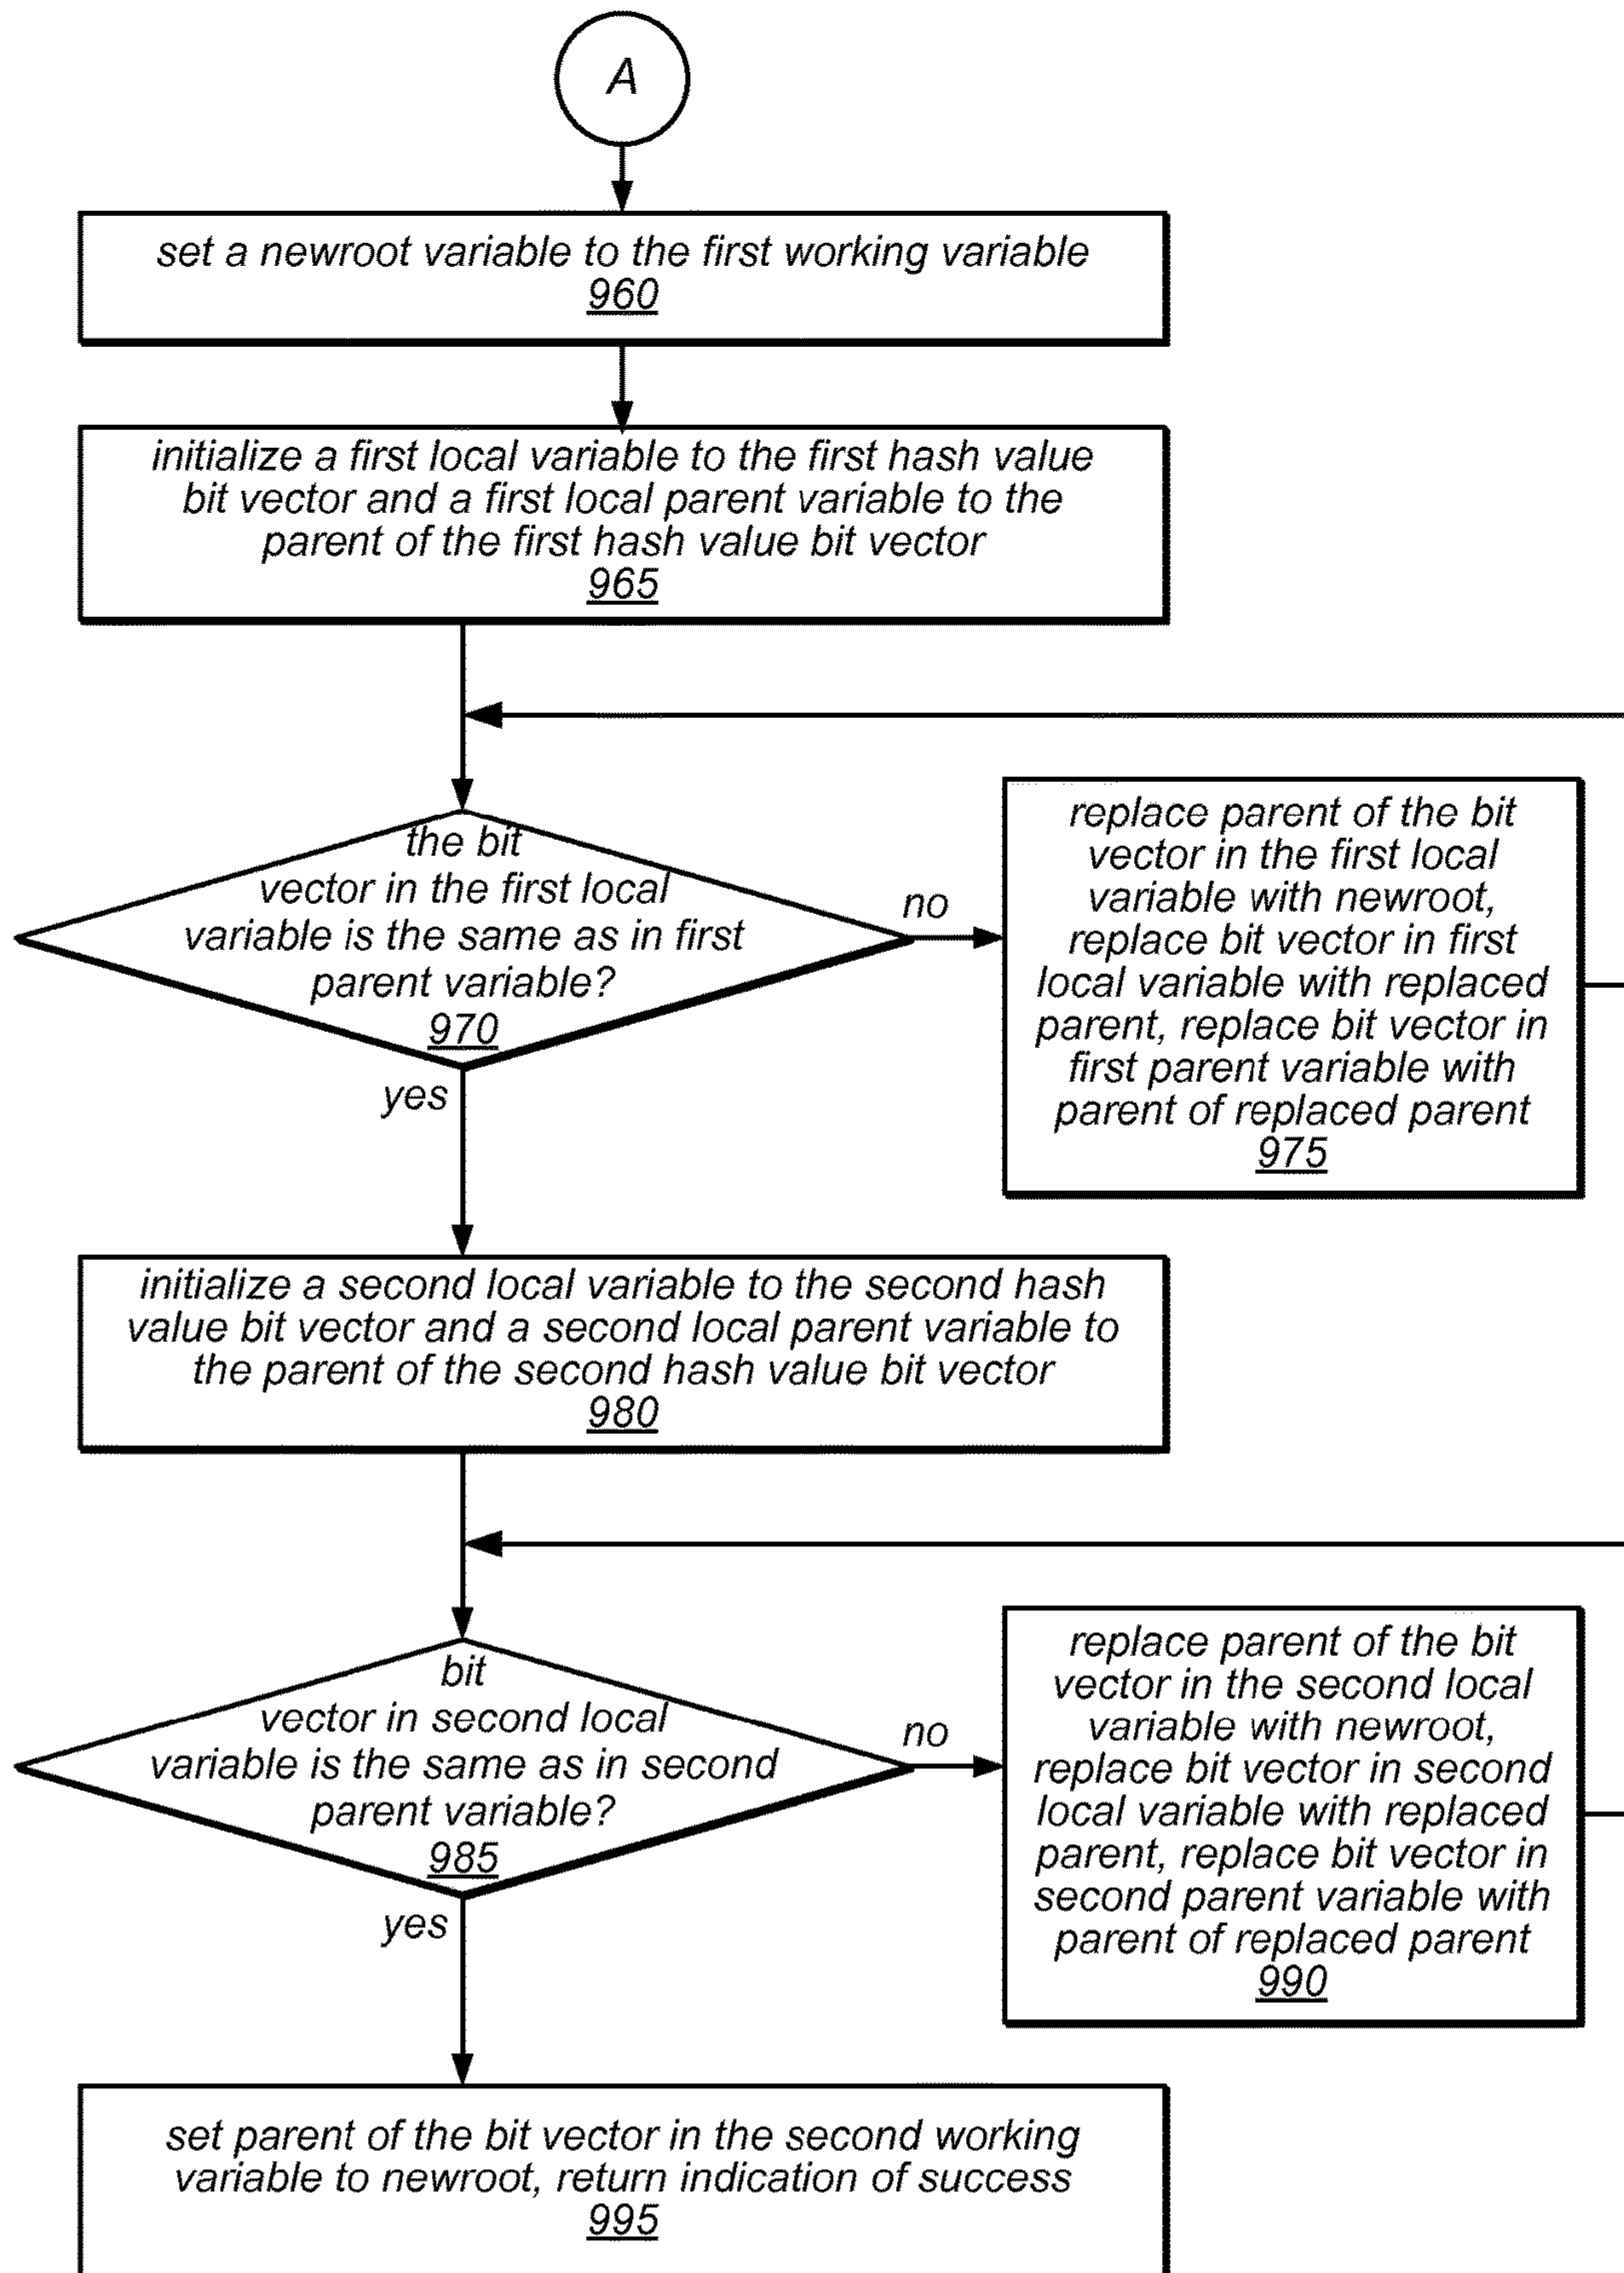 A
set a newroot variable to the first working variable
960
initialize a first local variable to the first hash value
bit vector and a first local parent variable to the
parent of the first hash value bit vector
965
the bit
vector in the first local
variable is the same as in first
parent variable?
970
no
yes
replace parent of the bit
vector in the first local
variable with newroot,
replace bit vector in first
local variable with replaced
parent, replace bit vector in
first parent variable with
parent of replaced parent
975
initialize a second local variable to the second hash
value bit vector and a second local parent variable to
the parent of the second hash value bit vector
980
bit
vector in second local
variable is the same as in second
parent variable?
985
no
yes
replace parent of the bit
vector in the second local
variable with newroot,
replace bit vector in second
local variable with replaced
parent, replace bit vector in
second parent variable with
parent of replaced parent
990
set parent of the bit vector in the second working
variable to newroot, return indication of success
995